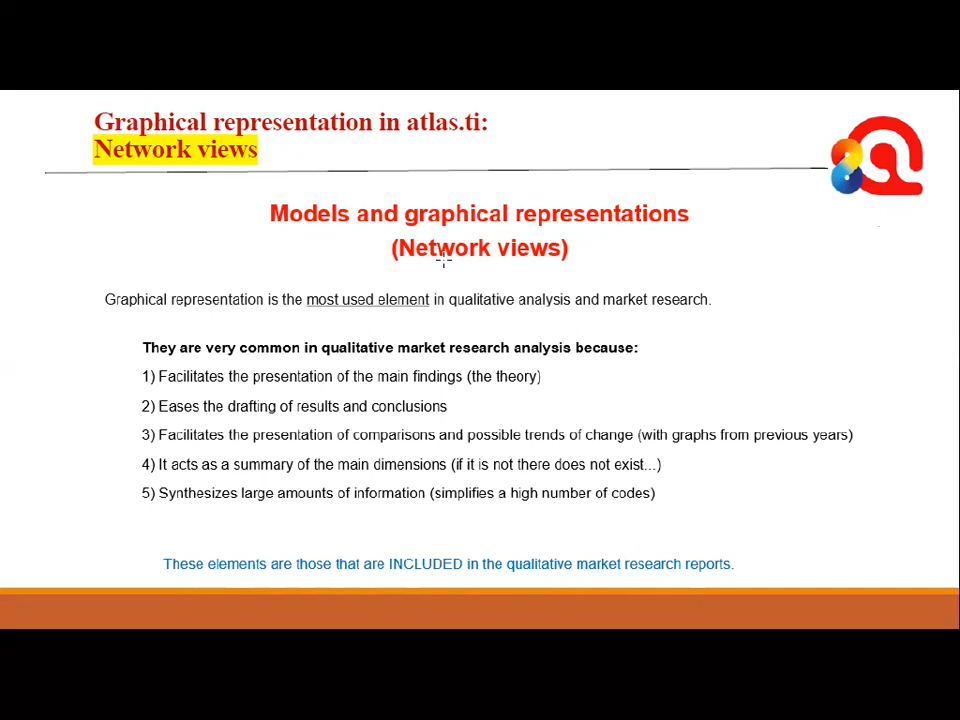 Graphical representation in atlas.ti:
Network views
Models and graphical representations
(Network views)
Graphical representation is the most used element in qualitative analysis and market research.
They are very common in qualitative market research analysis because:
1) Facilitates the presentation of the main findings (the theory)
2) Eases the drafting of results and conclusions
3) Facilitates the presentation of comparisons and possible trends of change (with graphs from previous years)
4) It acts as a summary of the main dimensions (if it is not there does not exist...)
5) Synthesizes large amounts of information (simplifies a high number of codes)
These elements are those that are INCLUDED in the qualitative market research reports.